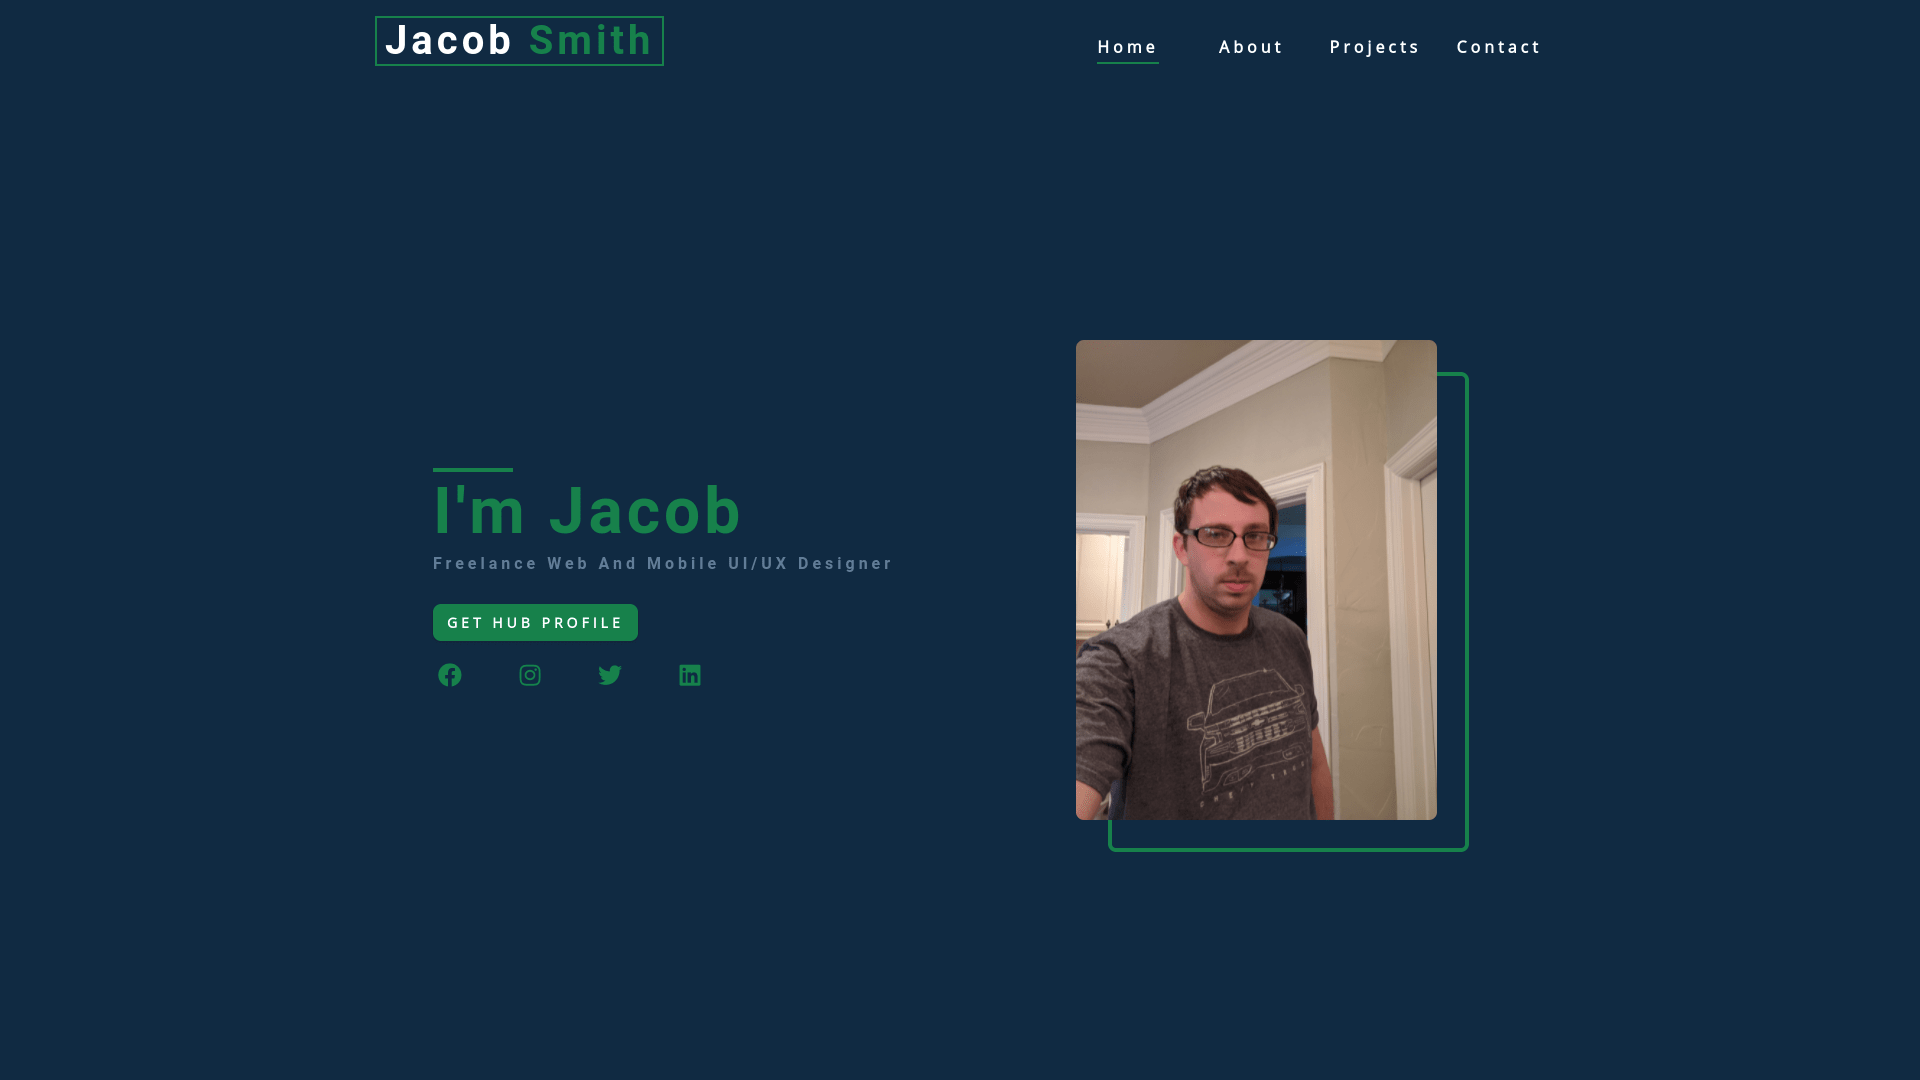 Jacob Smith
Home About Projects Contact
I'm Jacob
Freelance Web And Mobile UI/UX Designer
GET HUB PROFILE